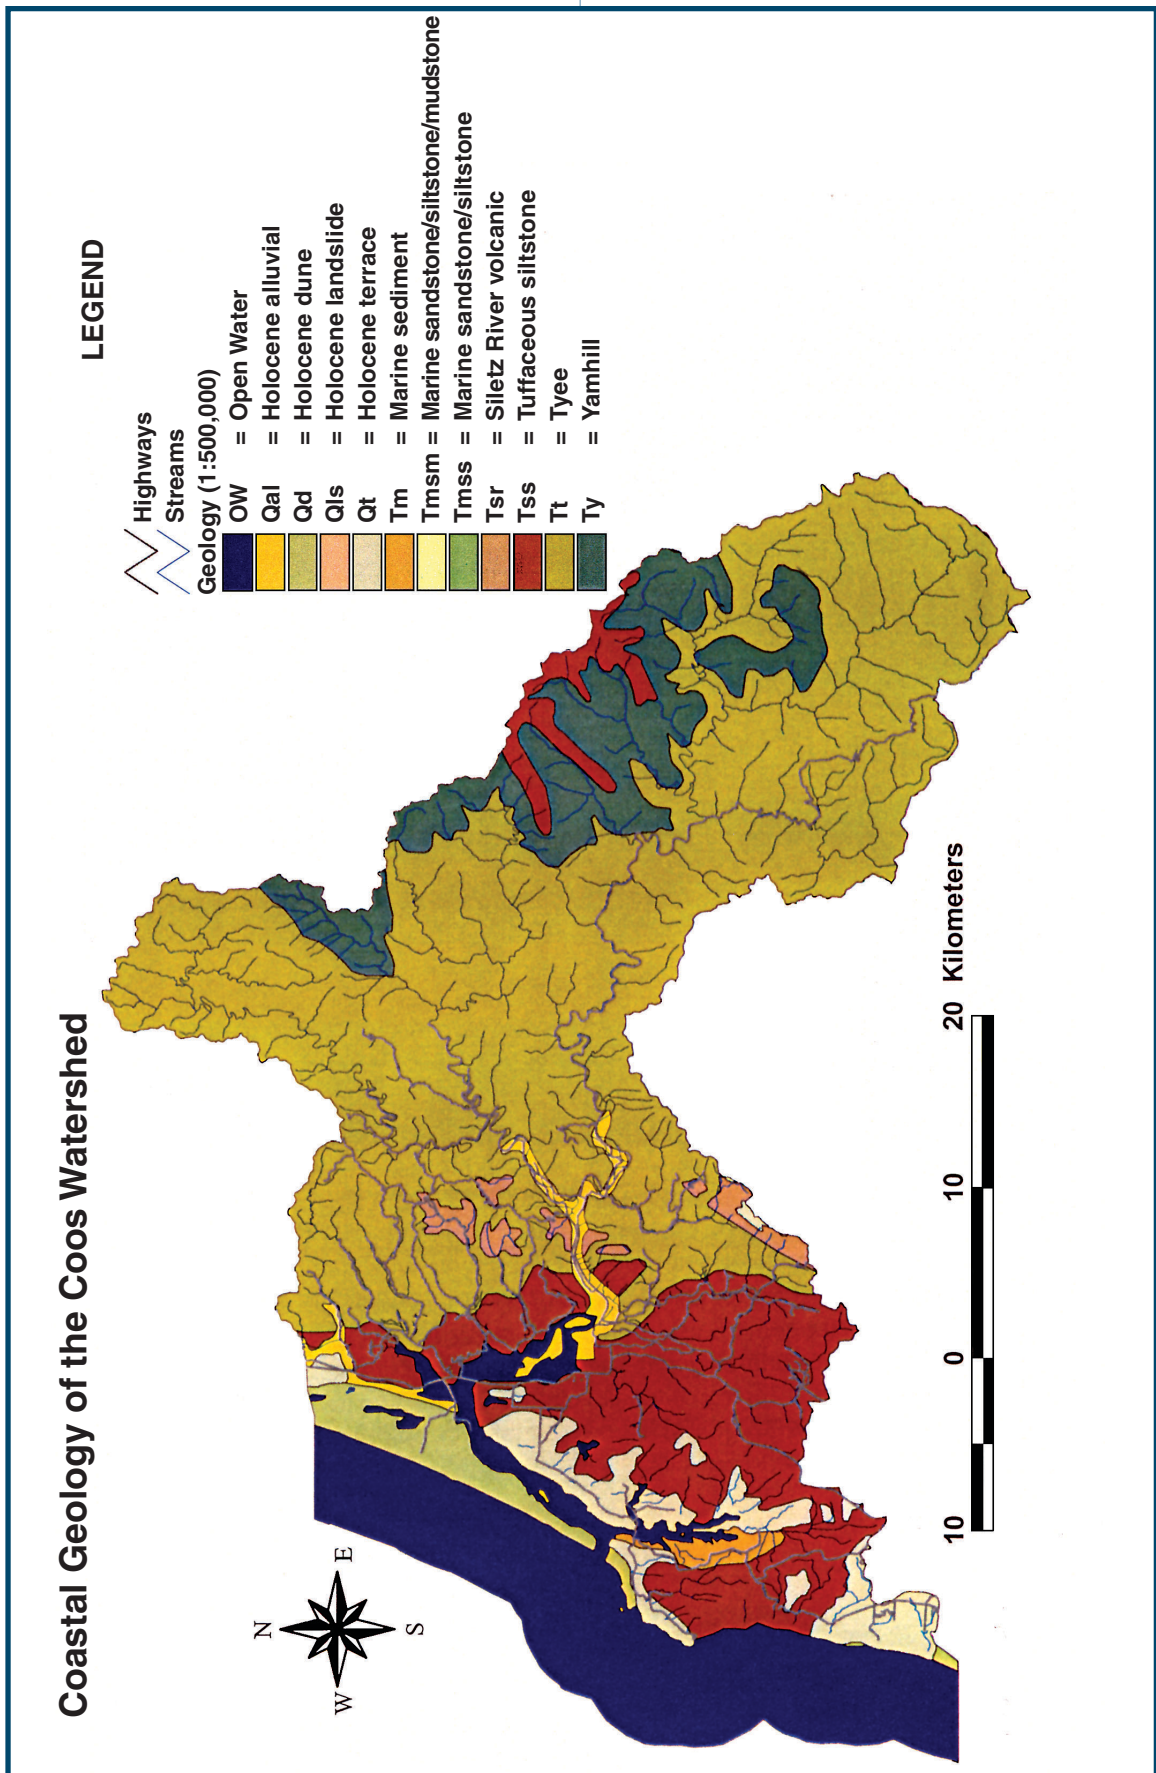 Coastal Geology of the Coos Watershed
LEGEND
Highways
Streams
Geology (1:500,000)
OW = Open Water
Qal = Holocene alluvial
Qd = Holocene dune
Qls = Holocene landslide
Qt = Holocene terrace
Tm = Marine sediment
Tmsm = Marine sandstone/siltstone/mudstone
Tmss = Marine sandstone/siltstone
Tsr = Siletz River volcanic
Tss = Tuffaceous siltstone
Tt = Tyee
Ty = Yamhill
N
W E
S
10 0 10 20 Kilometers